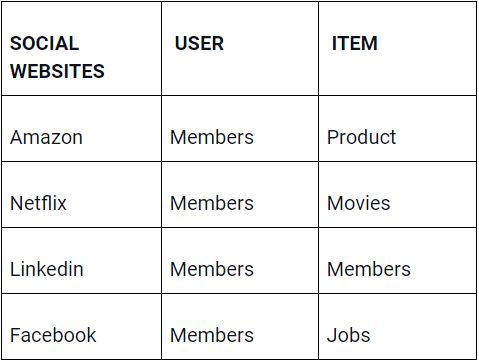 SOCIAL WEBSITES USER ITEM
Amazon Members Product
Netflix Members Movies
Linkedin Members Members
Facebook Members Jobs